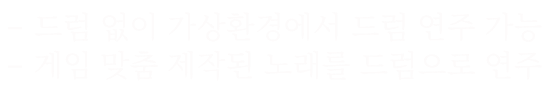 - 드럼 없이 가상환경에서 드럼 연주 가능
- 게임 맞춤 제작된 노래를 드럼으로 연주